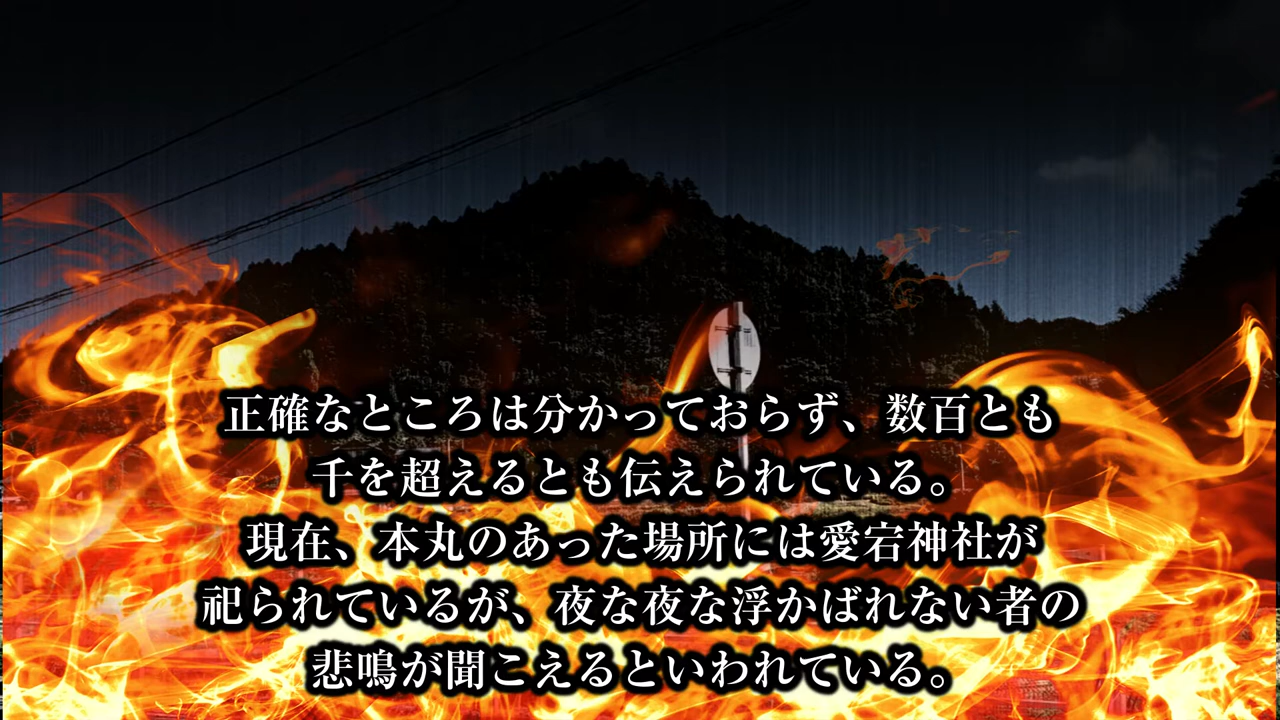 正確なところは分かっておらず、数百とも
千を超えるとも伝えられている。
現在、本丸のあった場所には愛宕神社が
祀られているが、夜な夜な浮かばれない者の
悲鳴が聞こえるといわれている。